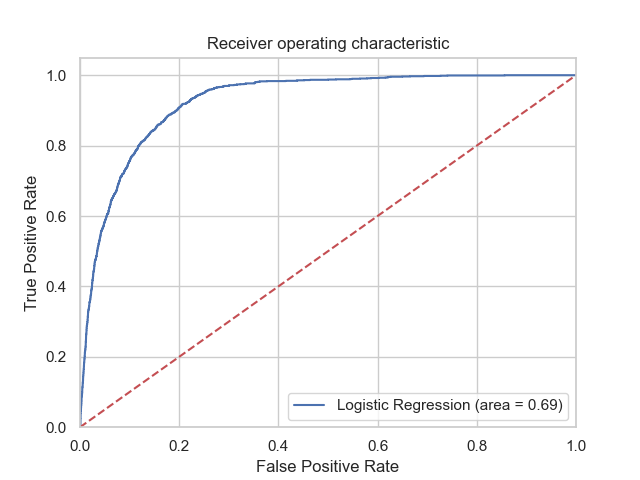 Receiver operating characteristic
1.0
0.8
0.6
0.4
0.2
0.0
True Positive Rate
Logistic Regression (area = 0.69)
0.0 0.2 0.4 0.6 0.8 1.0
False Positive Rate